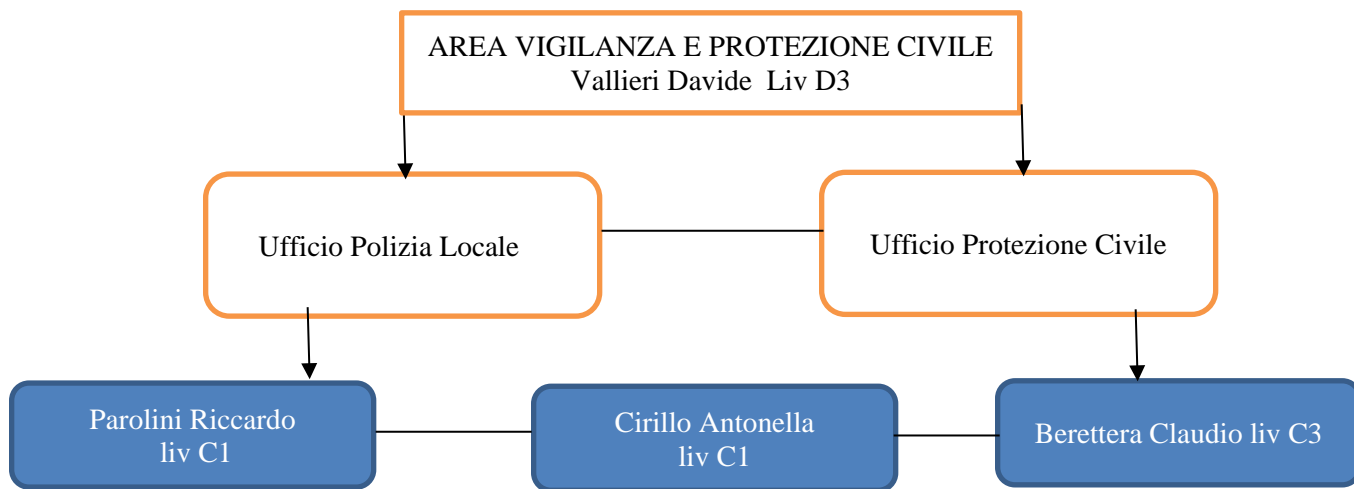 AREA VIGILANZA E PROTEZIONE CIVILE
Vallieri Davide  Liv D3
Ufficio Polizia Locale
Ufficio Protezione Civile
Parolini Riccardo
liv C1
Cirillo Antonella
liv C1
Berettera Claudio liv C3